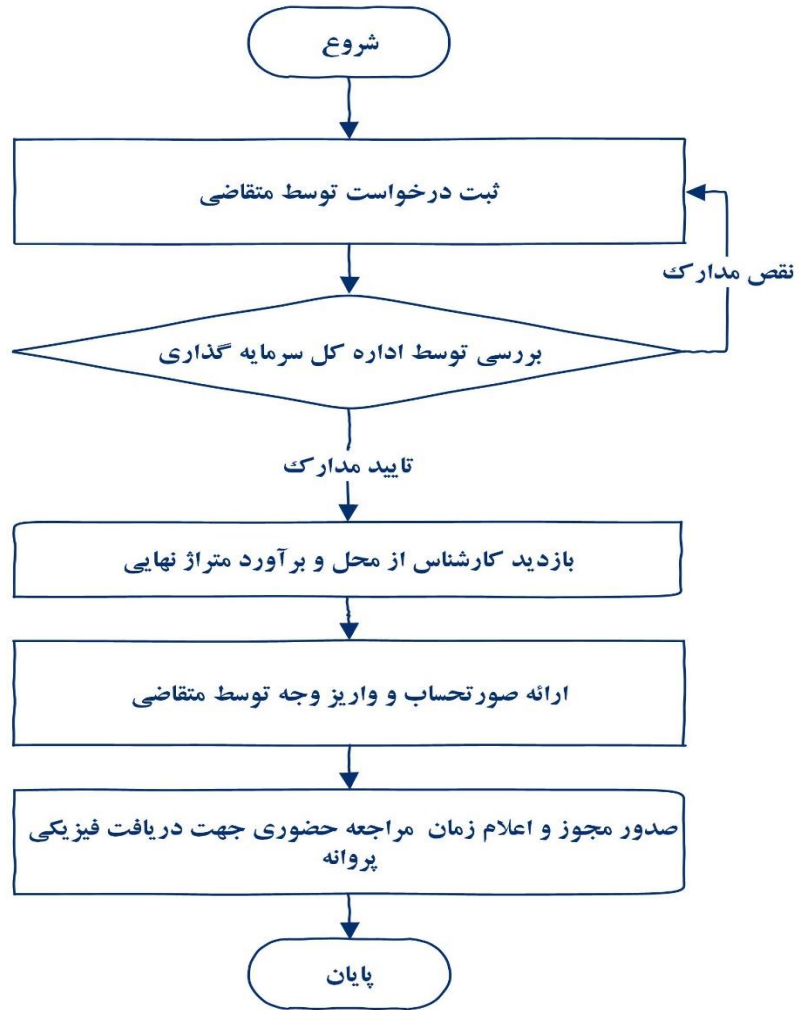 شروع
ثبت درخواست توسط متقاضی
نقص مدارک
بررسی توسط اداره کل سرمایه گذاری
تایید مدارک
بازدید کارشناس از محل و برآورد متراژ نهایی
ارائه صورتحساب و واریز وجه توسط متقاضی
صدور مجوز و اعلام زمان مراجعه حضوری جهت دریافت فیزیکی
پروانه
پایان